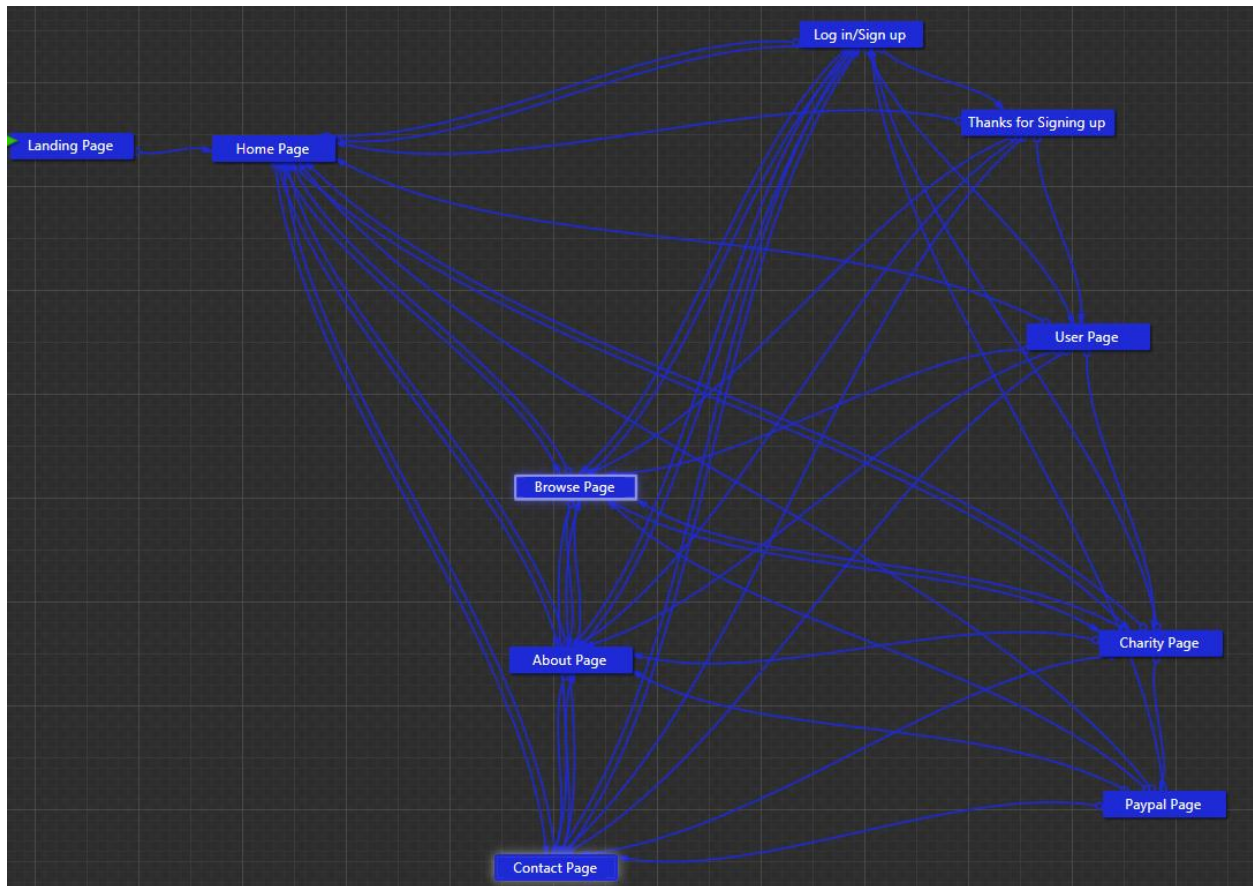 Log in/Sign up
Thanks for Signing up
Landing Page
Home Page
User Page
Browse Page
About Page
Charity Page
Paypal Page
Contact Page